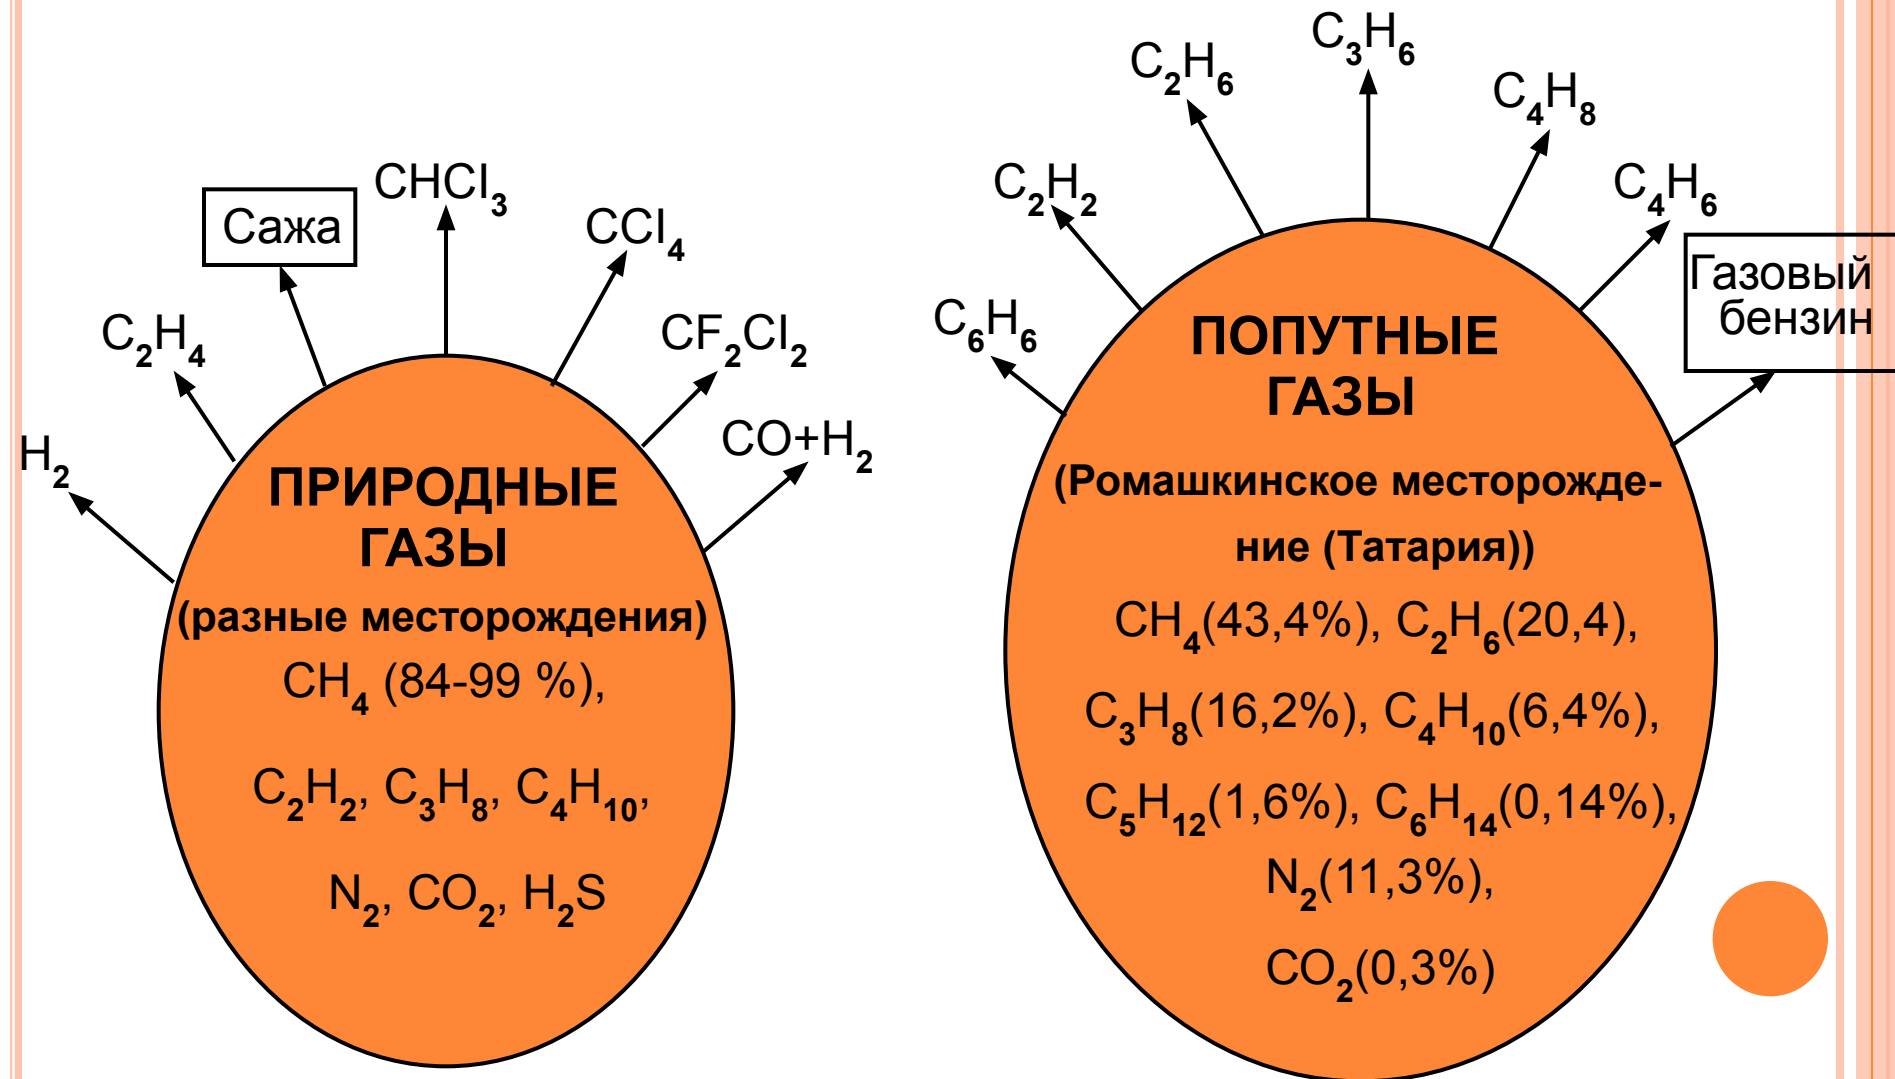 H₂
C₂H₄
Сажа
CHCl₃
CCl₄
CF₂Cl₂
CO+H₂
ПРИРОДНЫЕ
ГАЗЫ
(разные месторождения)
CH₄ (84-99 %),
C₂H₂, C₃H₈, C₄H₁₀,
N₂, CO₂, H₂S
C₆H₆
C₂H₂
C₂H₆
C₃H₆
C₄H₈
C₄H₆
Газовый
бензин
ПОПУТНЫЕ
ГАЗЫ
(Ромашкинское месторожде-
ние (Татария))
CH₄(43,4%), C₂H₆(20,4),
C₃H₈(16,2%), C₄H₁₀(6,4%),
C₅H₁₂(1,6%), C₆H₁₄(0,14%),
N₂(11,3%),
CO₂(0,3%)